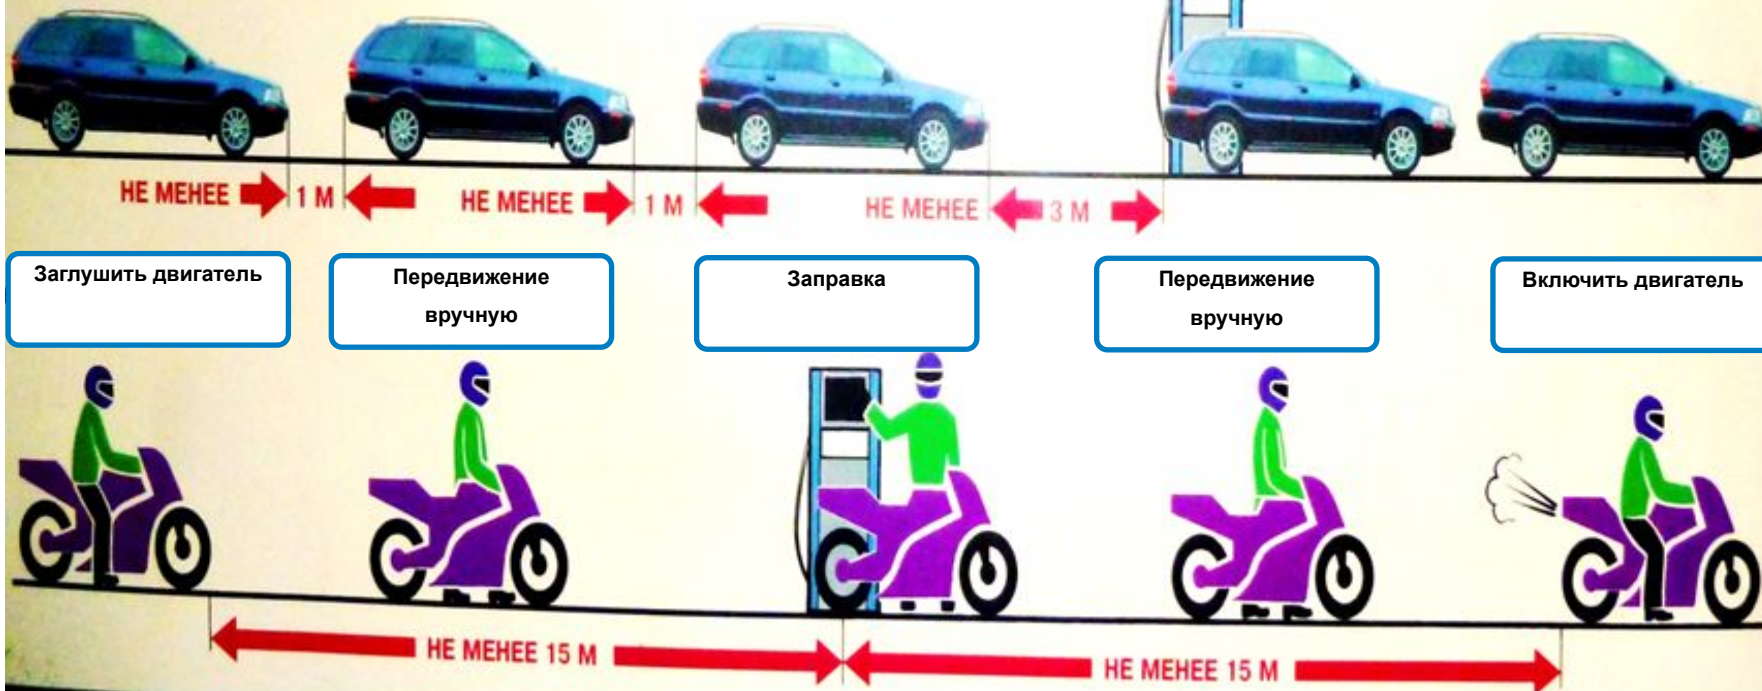 НЕ МЕНЕЕ 1 М НЕ МЕНЕЕ 1 М НЕ МЕНЕЕ 3 М
Заглушить двигатель
Передвижение
вручную
Заправка
Передвижение
вручную
Включить двигатель
НЕ МЕНЕЕ 15 М НЕ МЕНЕЕ 15 М